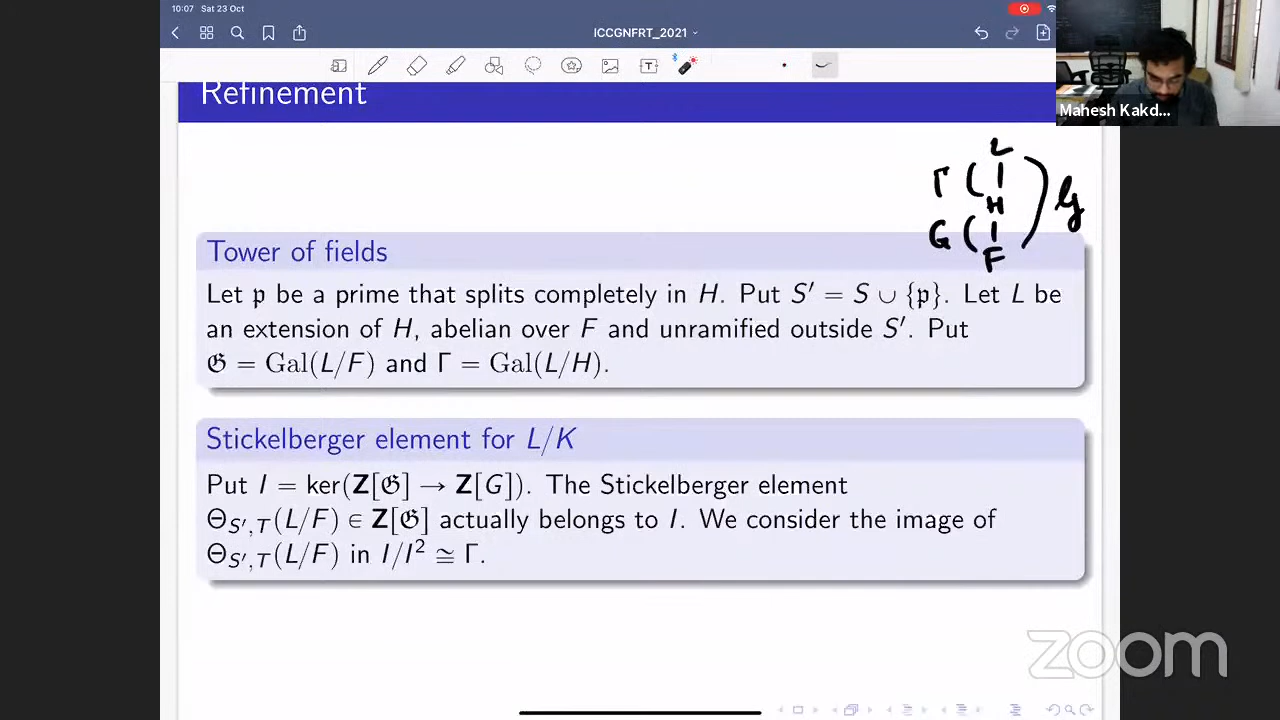 10:07 Sat 23 Oct
ICCGNFRT_2021
Mahesh Kakd...
Refinement
L
Γ
H
G
F
𝔊
Tower of fields
Let 𝔭 be a prime that splits completely in H. Put S′ = S ∪ {𝔭}. Let L be
an extension of H, abelian over F and unramified outside S′. Put
𝔊 = Gal(L/F) and Γ = Gal(L/H).
Stickelberger element for L/K
Put I = ker(Z[𝔊] → Z[G]). The Stickelberger element
Θ_{S′,T}(L/F) ∈ Z[𝔊] actually belongs to I. We consider the image of
Θ_{S′,T}(L/F) in I/I² ≅ Γ.
zoom